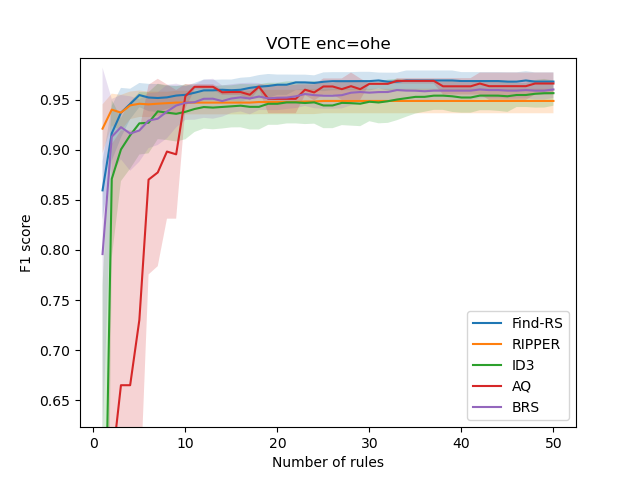 VOTE enc=ohe
F1 score
0.95
0.90
0.85
0.80
0.75
0.70
0.65
0
10
20
30
40
50
Number of rules
Find-RS
RIPPER
ID3
AQ
BRS